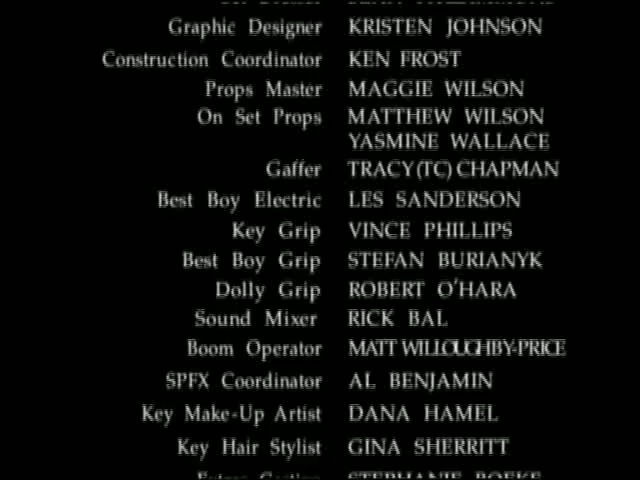 Graphic Designer KRISTEN JOHNSON
Construction Coordinator KEN FROST
Props Master MAGGIE WILSON
On Set Props MATTHEW WILSON
YASMINE WALLACE
Gaffer TRACY (TC) CHAPMAN
Best Boy Electric LES SANDERSON
Key Grip VINCE PHILLIPS
Best Boy Grip STEFAN BURIANYK
Dolly Grip ROBERT O'HARA
Sound Mixer RICK BAL
Boom Operator MATT WILLOUGHBY-PRICE
SPFX Coordinator AL BENJAMIN
Key Make-Up Artist DANA HAMEL
Key Hair Stylist GINA SHERRITT